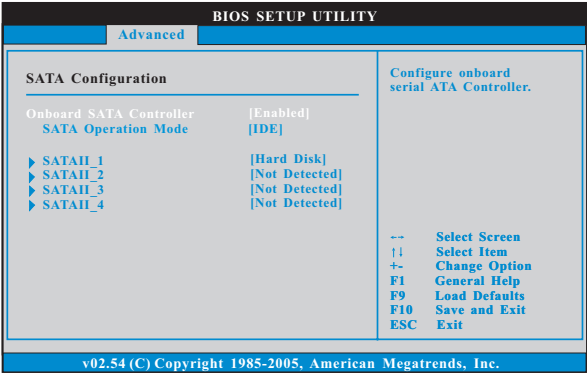 BIOS SETUP UTILITY
Advanced
SATA Configuration
Onboard SATA Controller [Enabled]
SATA Operation Mode [IDE]
SATAII_1 [Hard Disk]
SATAII_2 [Not Detected]
SATAII_3 [Not Detected]
SATAII_4 [Not Detected]
Configure onboard
serial ATA Controller.
←→ Select Screen
↑↓ Select Item
+- Change Option
F1 General Help
F9 Load Defaults
F10 Save and Exit
ESC Exit
v02.54 (C) Copyright 1985-2005, American Megatrends, Inc.